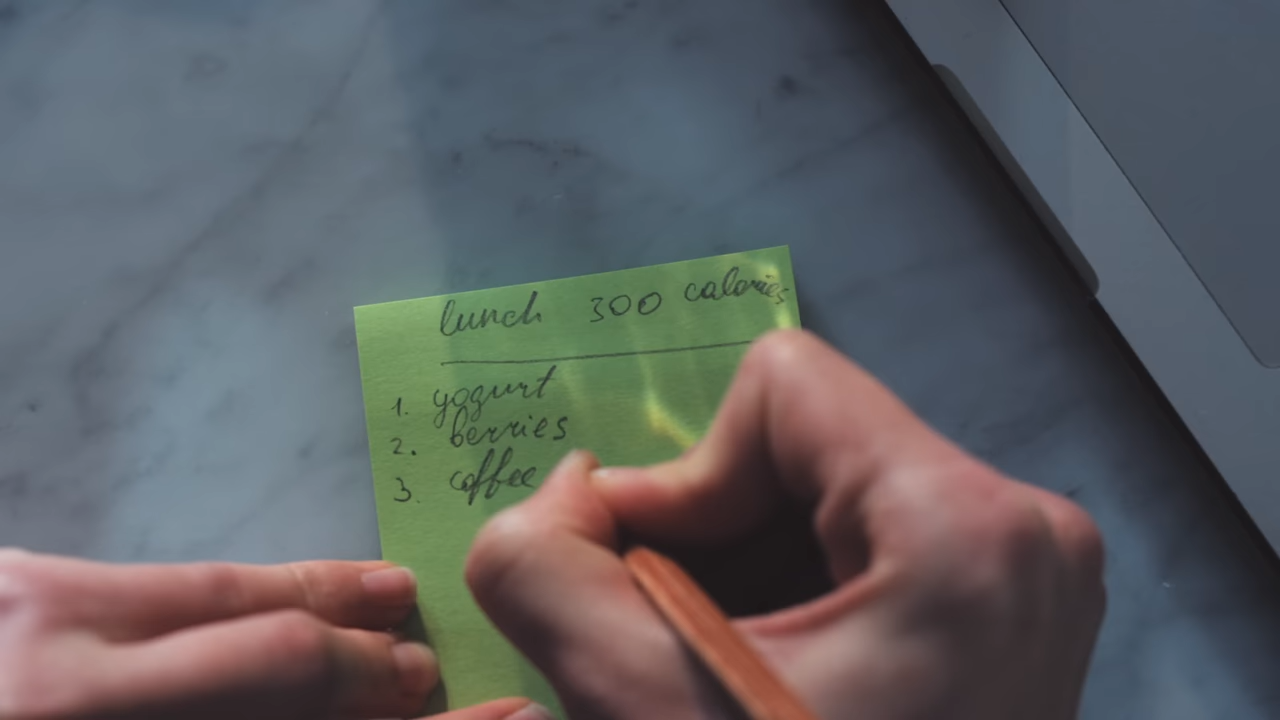 lunch 300 calories
1. yogurt
2. berries
3. coffee